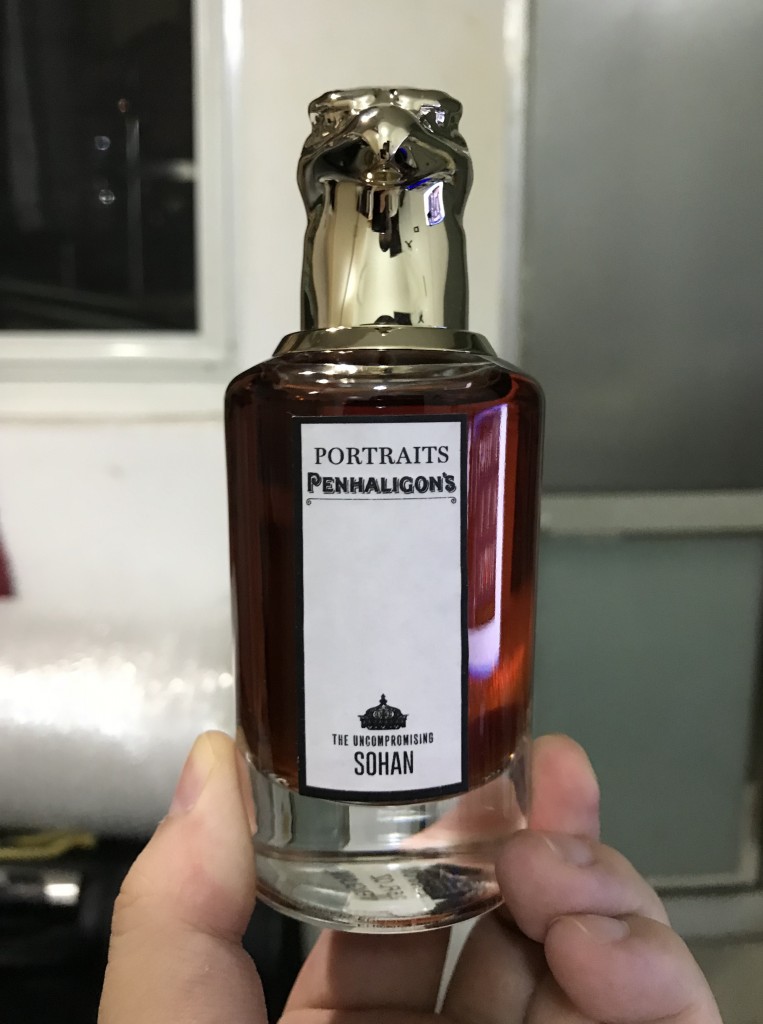 PORTRAITS
PENHALIGON'S
THE UNCOMPROMISING
SOHAN